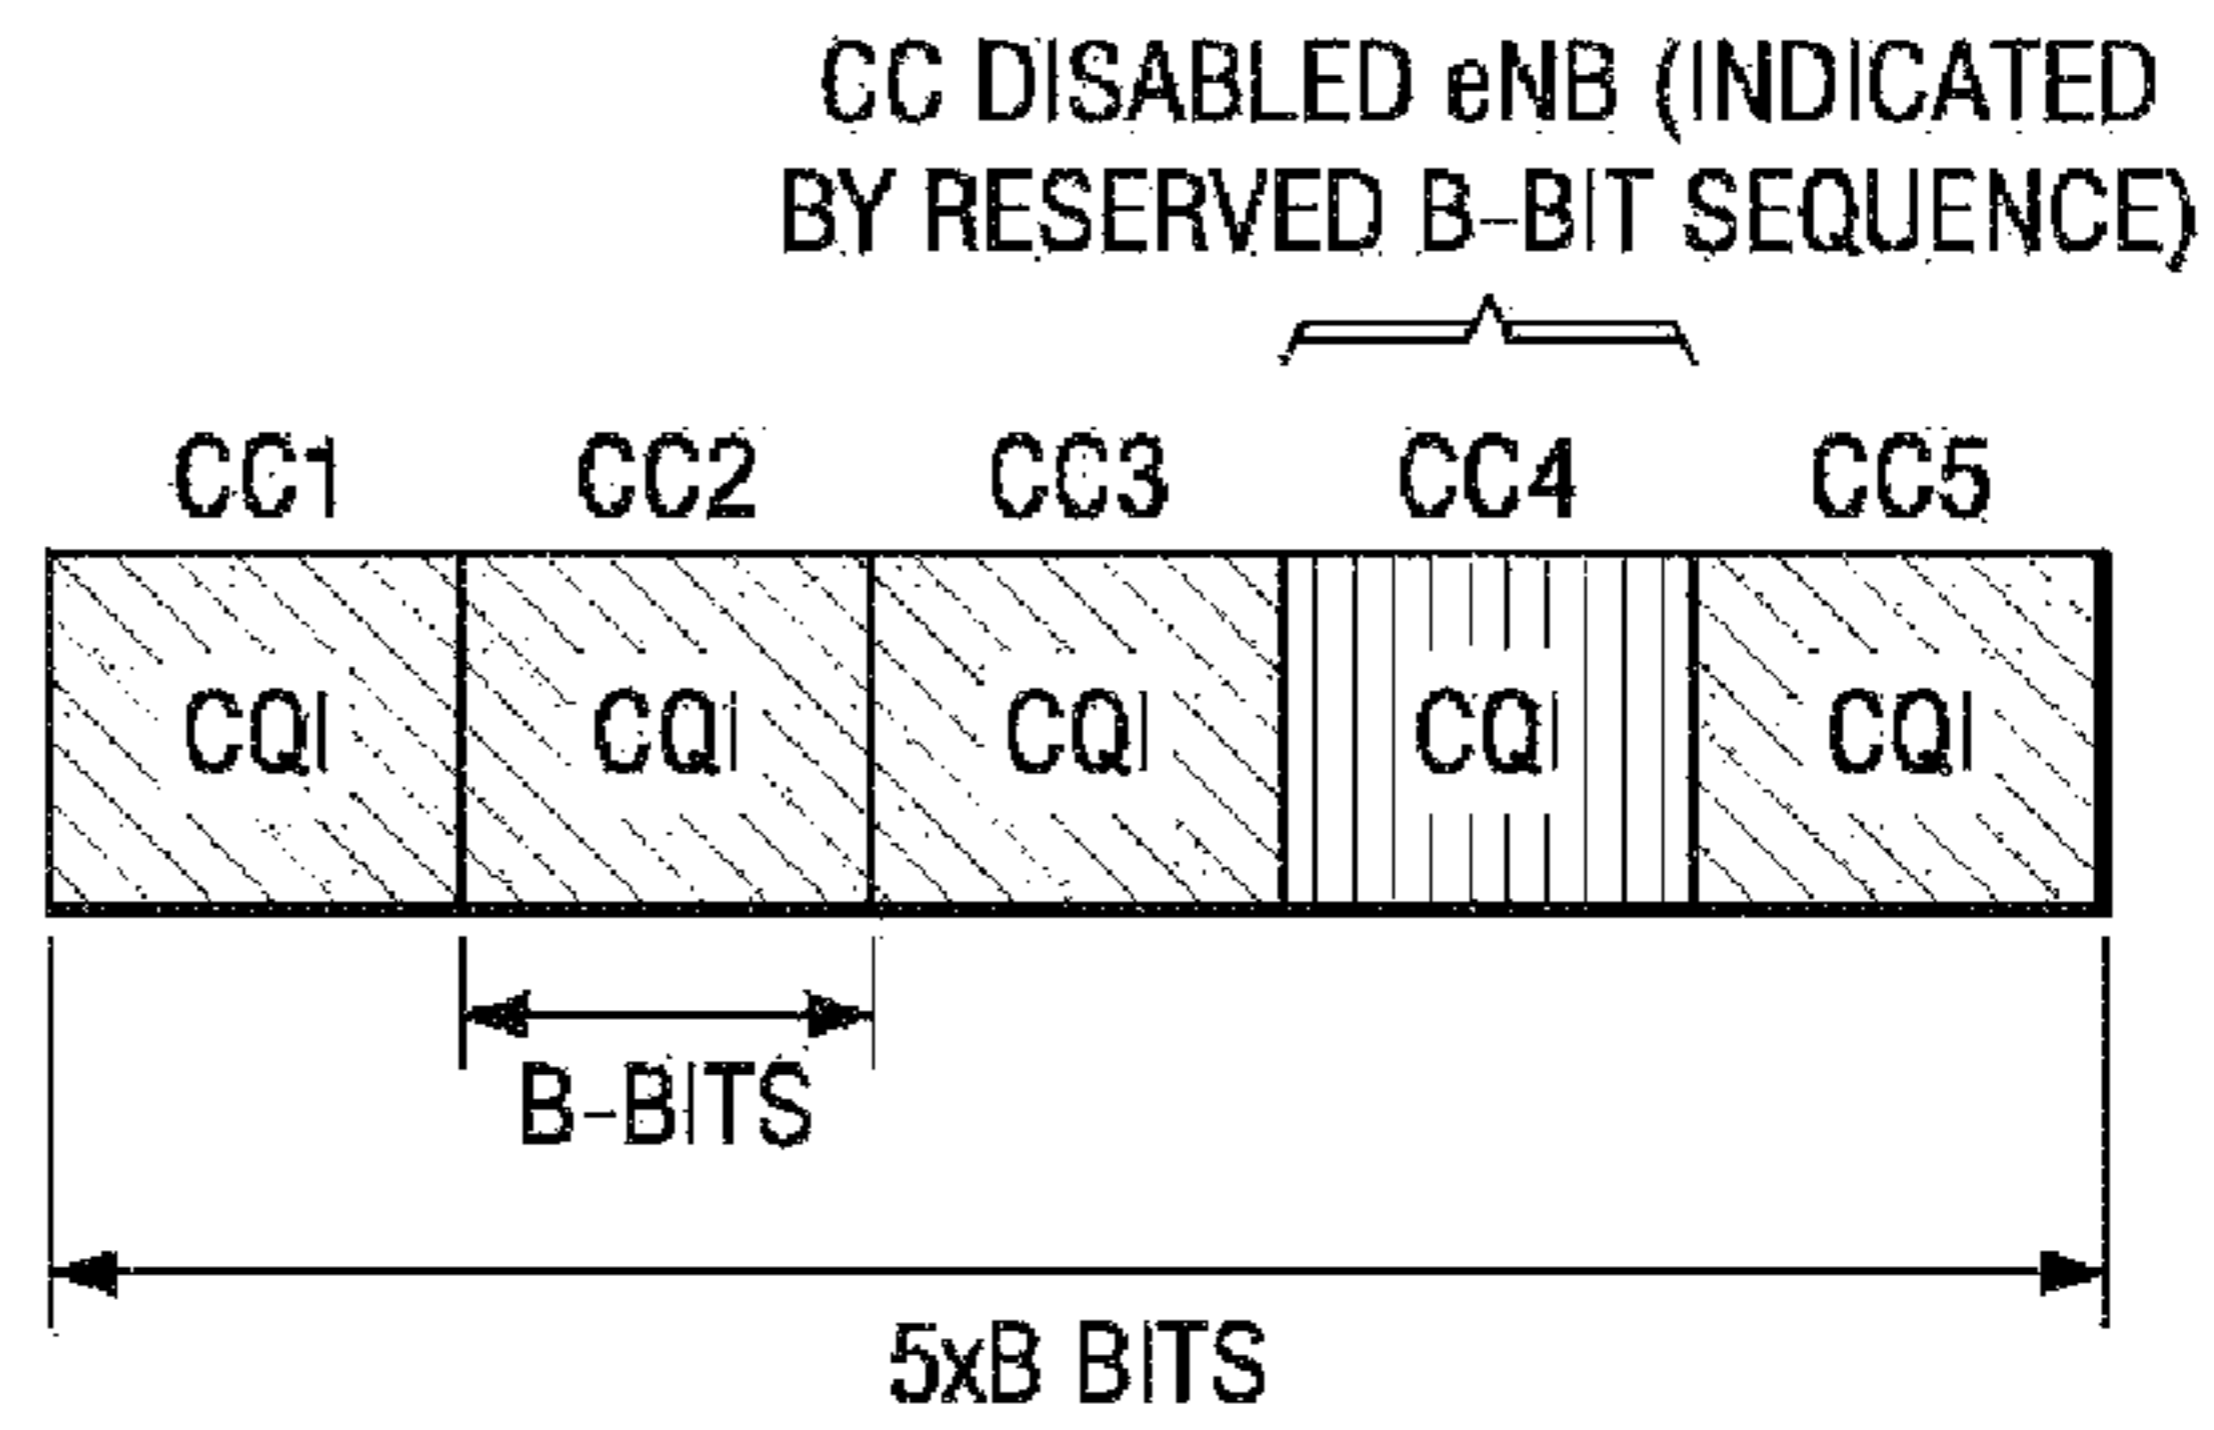 CC DISABLED eNB (INDICATED
BY RESERVED B-BIT SEQUENCE)
CC1 CC2 CC3 CC4 CC5
CQI CQI CQI CQI CQI
B-BITS
5xB BITS